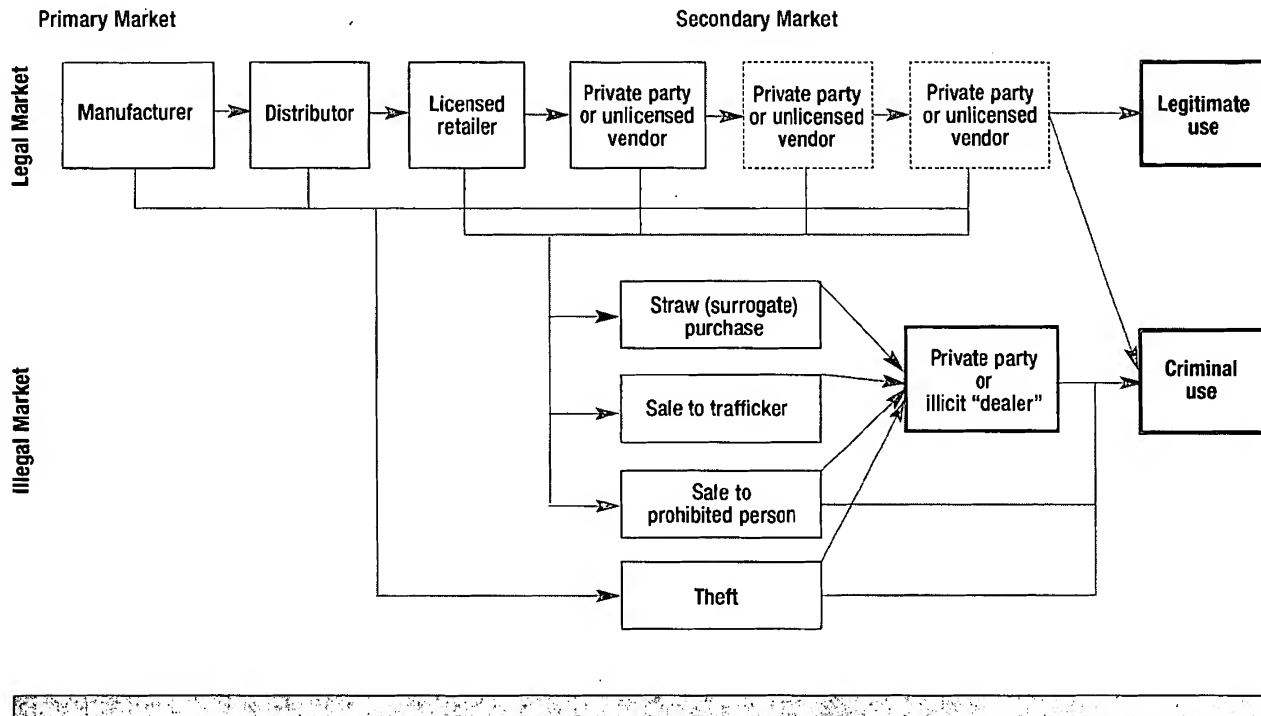 Primary Market
Secondary Market
Legal Market
Manufacturer
Distributor
Licensed
retailer
Private party
or unlicensed
vendor
Private party
or unlicensed
vendor
Private party
or unlicensed
vendor
Legitimate
use
Illegal Market
Straw (surrogate)
purchase
Sale to trafficker
Sale to
prohibited person
Theft
Private party
or
illicit “dealer”
Criminal
use